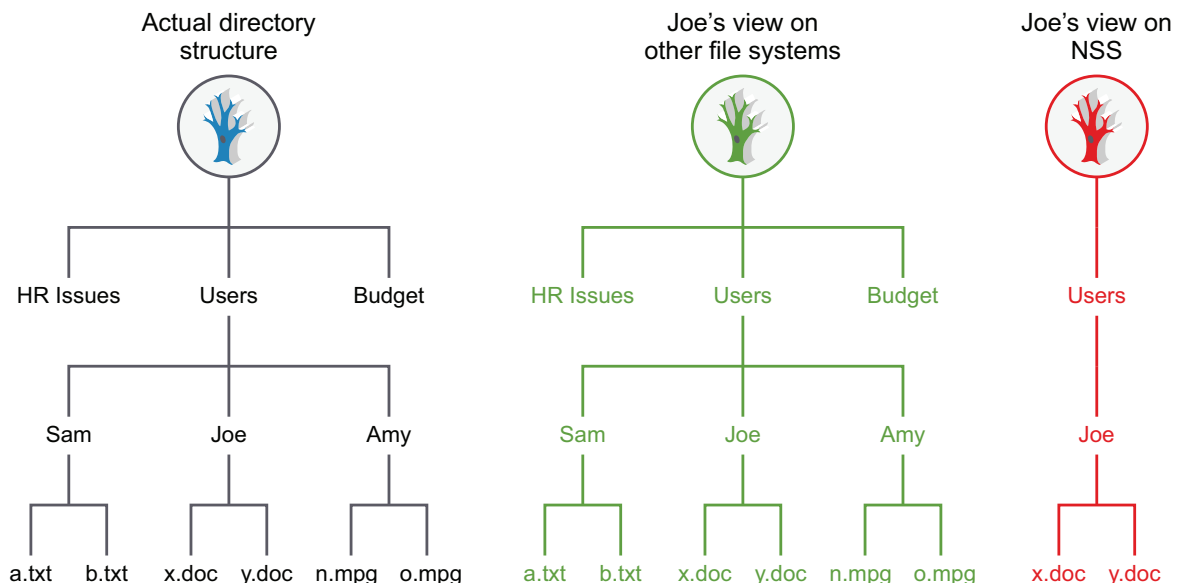 Actual directory
structure
Joe’s view on
other file systems
Joe’s view on
NSS
HR Issues Users Budget
HR Issues Users Budget
Users
Sam Joe Amy
Sam Joe Amy
Joe
a.txt b.txt x.doc y.doc n.mpg o.mpg
a.txt b.txt x.doc y.doc n.mpg o.mpg
x.doc y.doc